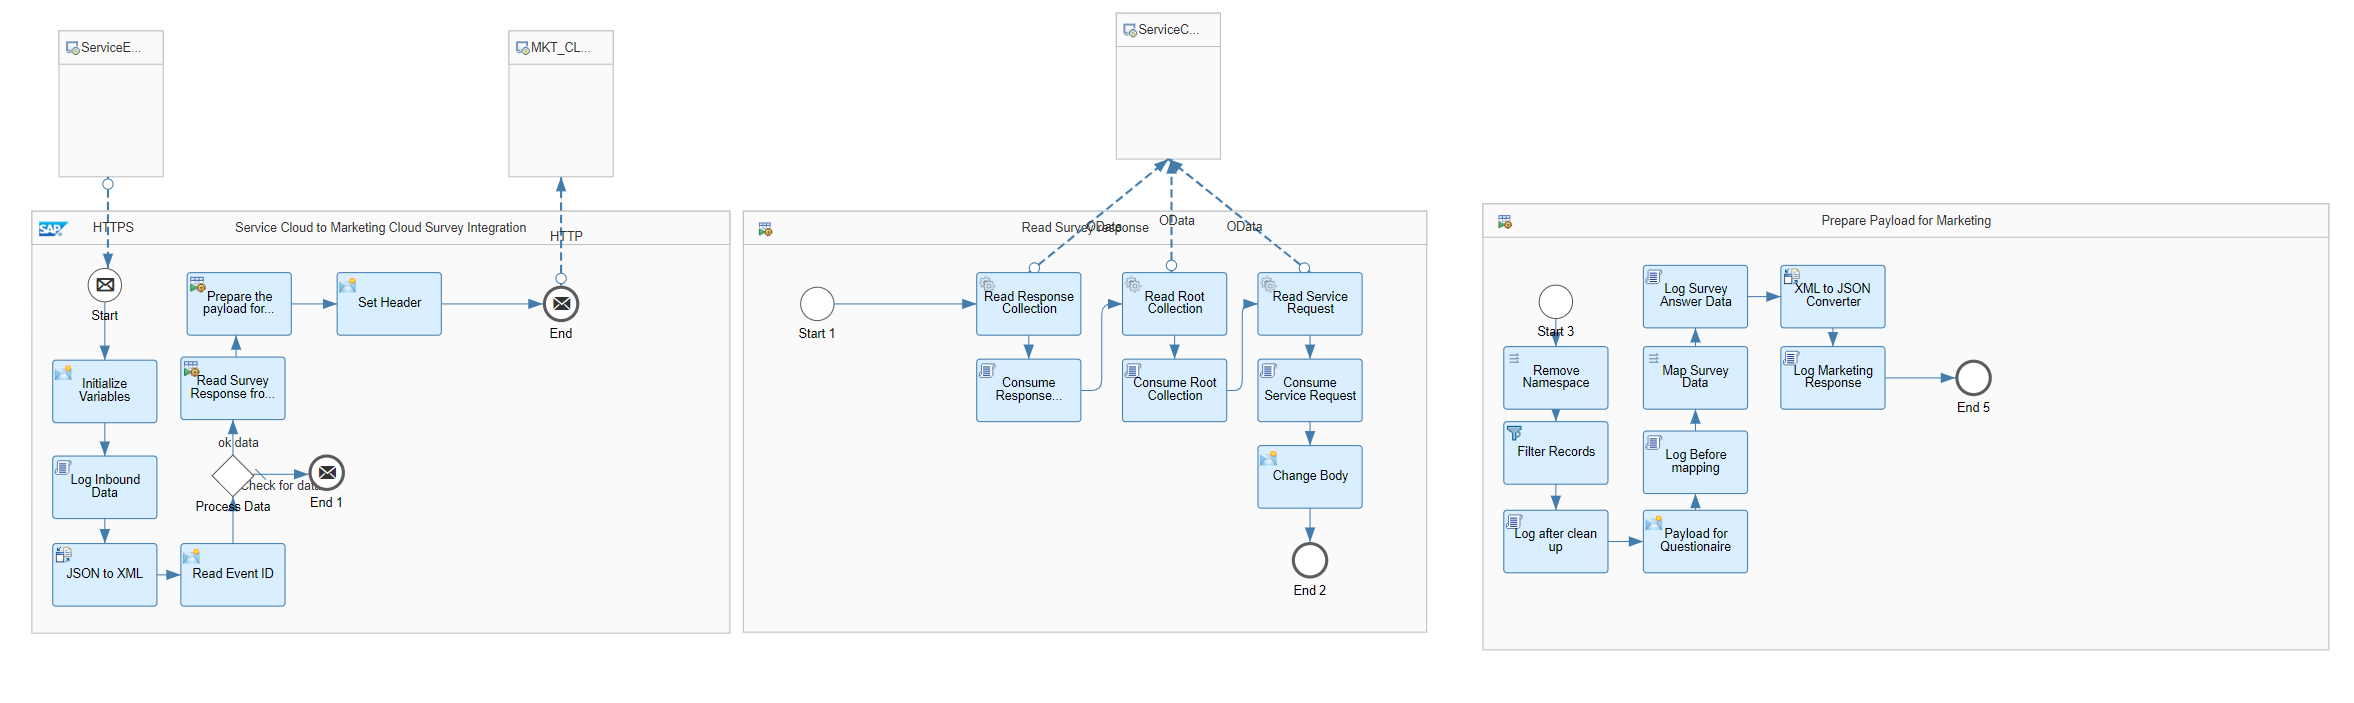 ServiceE...
MKT_CL...
ServiceC...
SAP
HTTPS
Service Cloud to Marketing Cloud Survey Integration
HTTP
Start
Prepare the
payload for...
Set Header
End
Initialize
Variables
Read Survey
Response fro...
ok data
Log Inbound
Data
Check for data
Process Data
End 1
JSON to XML
Read Event ID
Read Survey response
OData
OData
OData
Start 1
Read Response
Collection
Read Root
Collection
Read Service
Request
Consume
Response...
Consume Root
Collection
Consume
Service Request
Change Body
End 2
Prepare Payload for Marketing
Start 3
Remove
Namespace
Filter Records
Log after clean
up
Payload for
Questionaire
Log Before
mapping
Map Survey
Data
Log Survey
Answer Data
XML to JSON
Converter
Log Marketing
Response
End 5